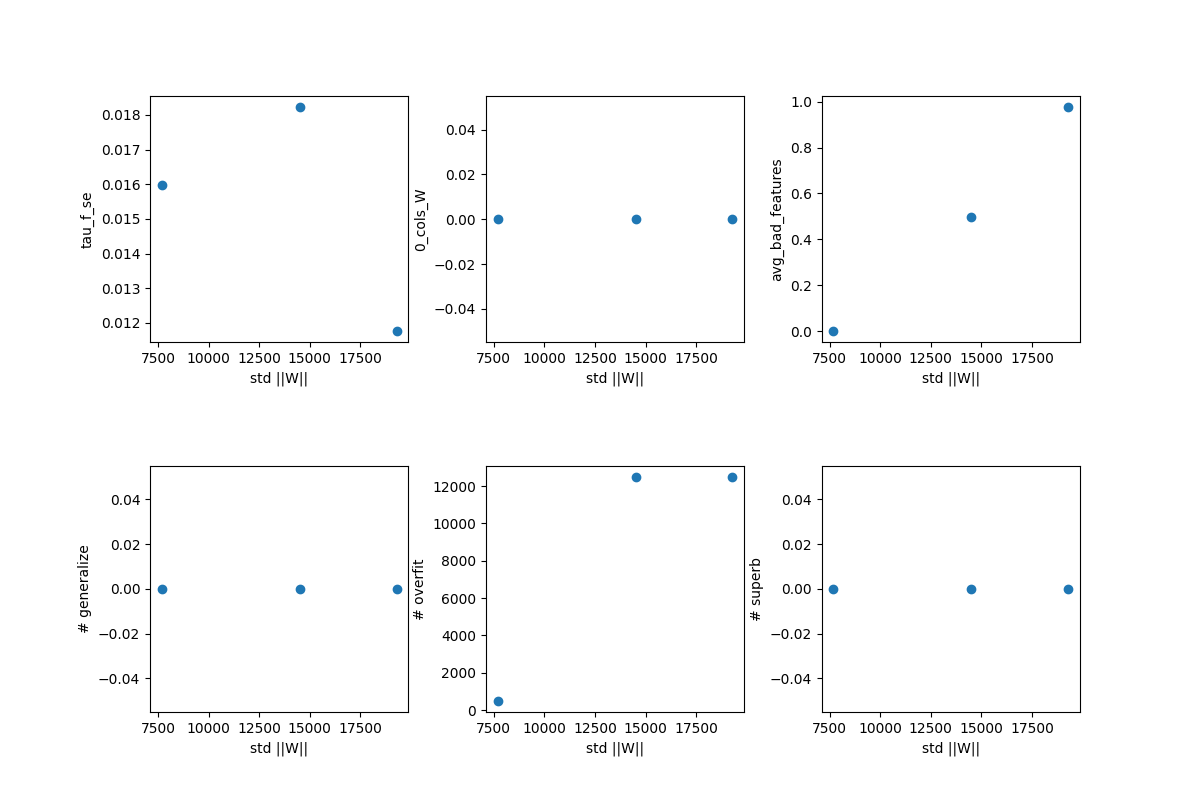 tau_f_se
0.018
0.017
0.016
0.015
0.014
0.013
0.012
7500 10000 12500 15000 17500
std ||W||
0_cols_W
0.04
0.02
0.00
−0.02
−0.04
7500 10000 12500 15000 17500
std ||W||
avg_bad_features
1.0
0.8
0.6
0.4
0.2
0.0
7500 10000 12500 15000 17500
std ||W||
# generalize
0.04
0.02
0.00
−0.02
−0.04
7500 10000 12500 15000 17500
std ||W||
# overfit
12000
10000
8000
6000
4000
2000
0
7500 10000 12500 15000 17500
std ||W||
# superb
0.04
0.02
0.00
−0.02
−0.04
7500 10000 12500 15000 17500
std ||W||